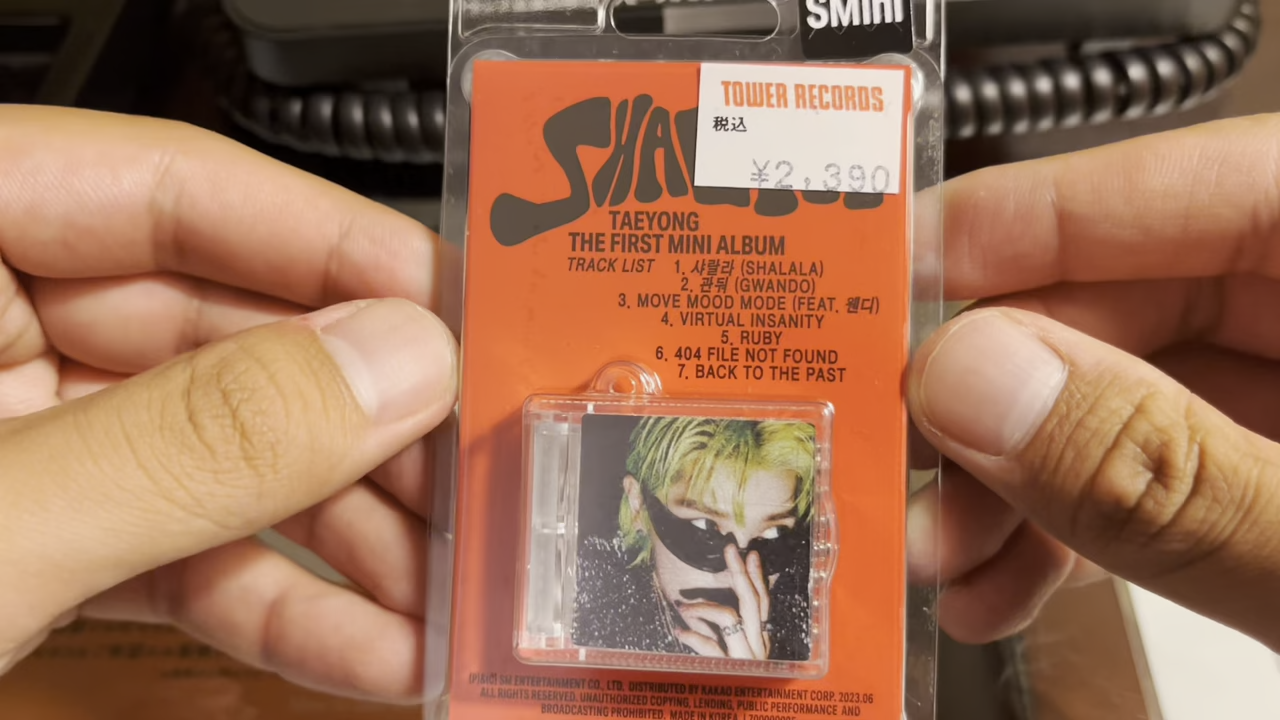 SMini
TOWER RECORDS
税込
¥2,390
TAEYONG
THE FIRST MINI ALBUM
TRACK LIST 1. 샤랄라 (SHALALA)
2. 관둬 (GWANDO)
3. MOVE MOOD MODE (FEAT. 웬디)
4. VIRTUAL INSANITY
5. RUBY
6. 404 FILE NOT FOUND
7. BACK TO THE PAST
(P)&(C) SM ENTERTAINMENT CO., LTD. DISTRIBUTED BY KAKAO ENTERTAINMENT CORP. 2023.06
ALL RIGHTS RESERVED. UNAUTHORIZED COPYING, LENDING, PUBLIC PERFORMANCE AND
BROADCASTING PROHIBITED. MADE IN KOREA.